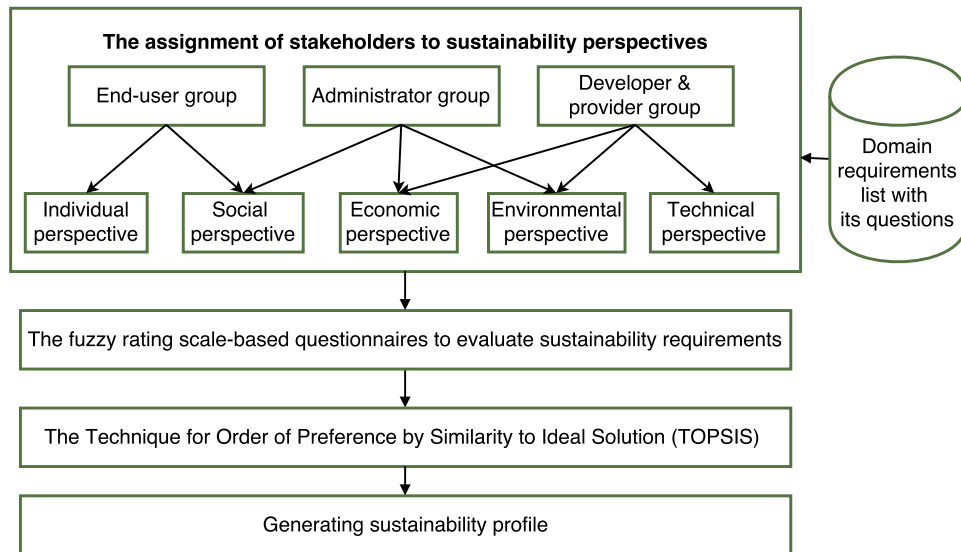 The assignment of stakeholders to sustainability perspectives
End-user group
Administrator group
Developer &
provider group
Individual
perspective
Social
perspective
Economic
perspective
Environmental
perspective
Technical
perspective
Domain
requirements
list with
its questions
The fuzzy rating scale-based questionnaires to evaluate sustainability requirements
The Technique for Order of Preference by Similarity to Ideal Solution (TOPSIS)
Generating sustainability profile